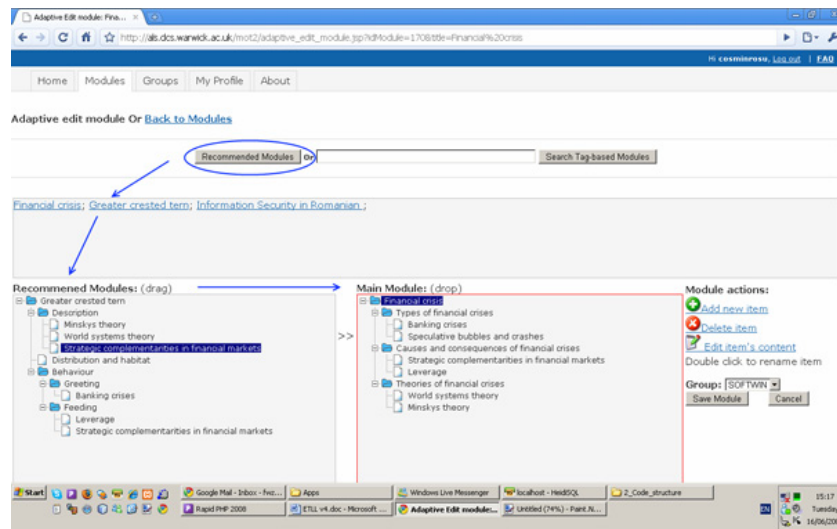 Adaptive Edit module: Fina...
http://als.dcs.warwick.ac.uk/mot2/adaptive_edit_module.jsp?idModule=170&title=Financial%20crisis
Hi cosminrosu, Log out | FAQ
Home Modules Groups My Profile About
Adaptive edit module Or Back to Modules
Recommended Modules Or Search Tag-based Modules
Financial crisis; Greater crested tern; Information Security in Romanian ;
Recommened Modules: (drag)
Greater crested tern
Description
Minskys theory
World systems theory
Strategic complementarities in financial markets
Distribution and habitat
Behaviour
Greeting
Banking crises
Feeding
Leverage
Strategic complementarities in financial markets
>>
Main Module: (drop)
Financial crisis
Types of financial crises
Banking crises
Speculative bubbles and crashes
Causes and consequences of financial crises
Strategic complementarities in financial markets
Leverage
Theories of financial crises
World systems theory
Minskys theory
Module actions:
Add new item
Delete item
Edit item's content
Double click to rename item
Group: SOFTWIN
Save Module Cancel
Start Google Mail - Inbox - Apps Windows Live Messenger localhost - HeidiSQL 2_Code_structure 15:17
Rapid PHP 2008 ETLL v4.doc - Microsoft ... Adaptive Edit module:... Untitled (74%) - Paint.N... EN Tuesday